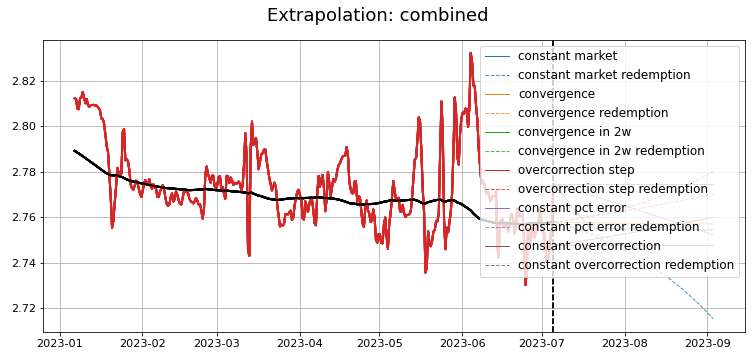 Extrapolation: combined
2.82
2.80
2.78
2.76
2.74
2.72
constant market
constant market redemption
convergence
convergence redemption
convergence in 2w
convergence in 2w redemption
overcorrection step
overcorrection step redemption
constant pct error
constant pct error redemption
constant overcorrection
constant overcorrection redemption
2023-01 2023-02 2023-03 2023-04 2023-05 2023-06 2023-07 2023-08 2023-09